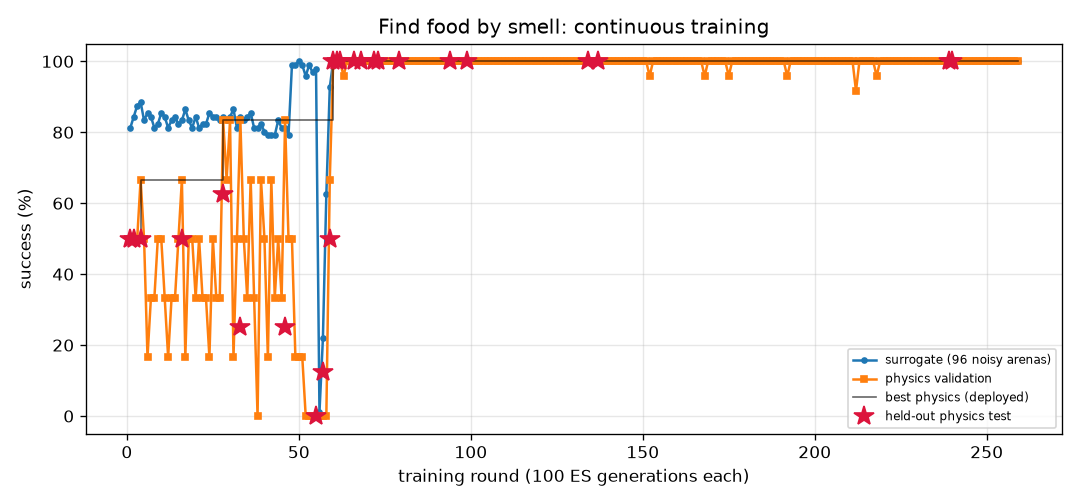 Find food by smell: continuous training
success (%)
100
80
60
40
20
0
0
50
100
150
200
250
training round (100 ES generations each)
surrogate (96 noisy arenas)
physics validation
best physics (deployed)
held-out physics test